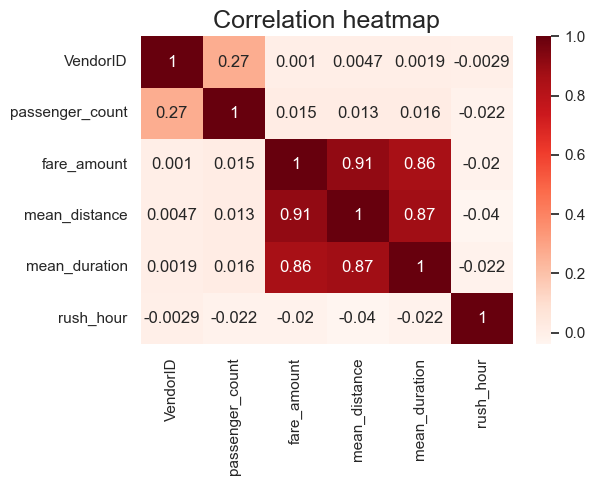 Correlation heatmap
VendorID 1 0.27 0.001 0.0047 0.0019 -0.0029
passenger_count 0.27 1 0.015 0.013 0.016 -0.022
fare_amount 0.001 0.015 1 0.91 0.86 -0.02
mean_distance 0.0047 0.013 0.91 1 0.87 -0.04
mean_duration 0.0019 0.016 0.86 0.87 1 -0.022
rush_hour -0.0029 -0.022 -0.02 -0.04 -0.022 1
VendorID
passenger_count
fare_amount
mean_distance
mean_duration
rush_hour
1.0
0.8
0.6
0.4
0.2
0.0